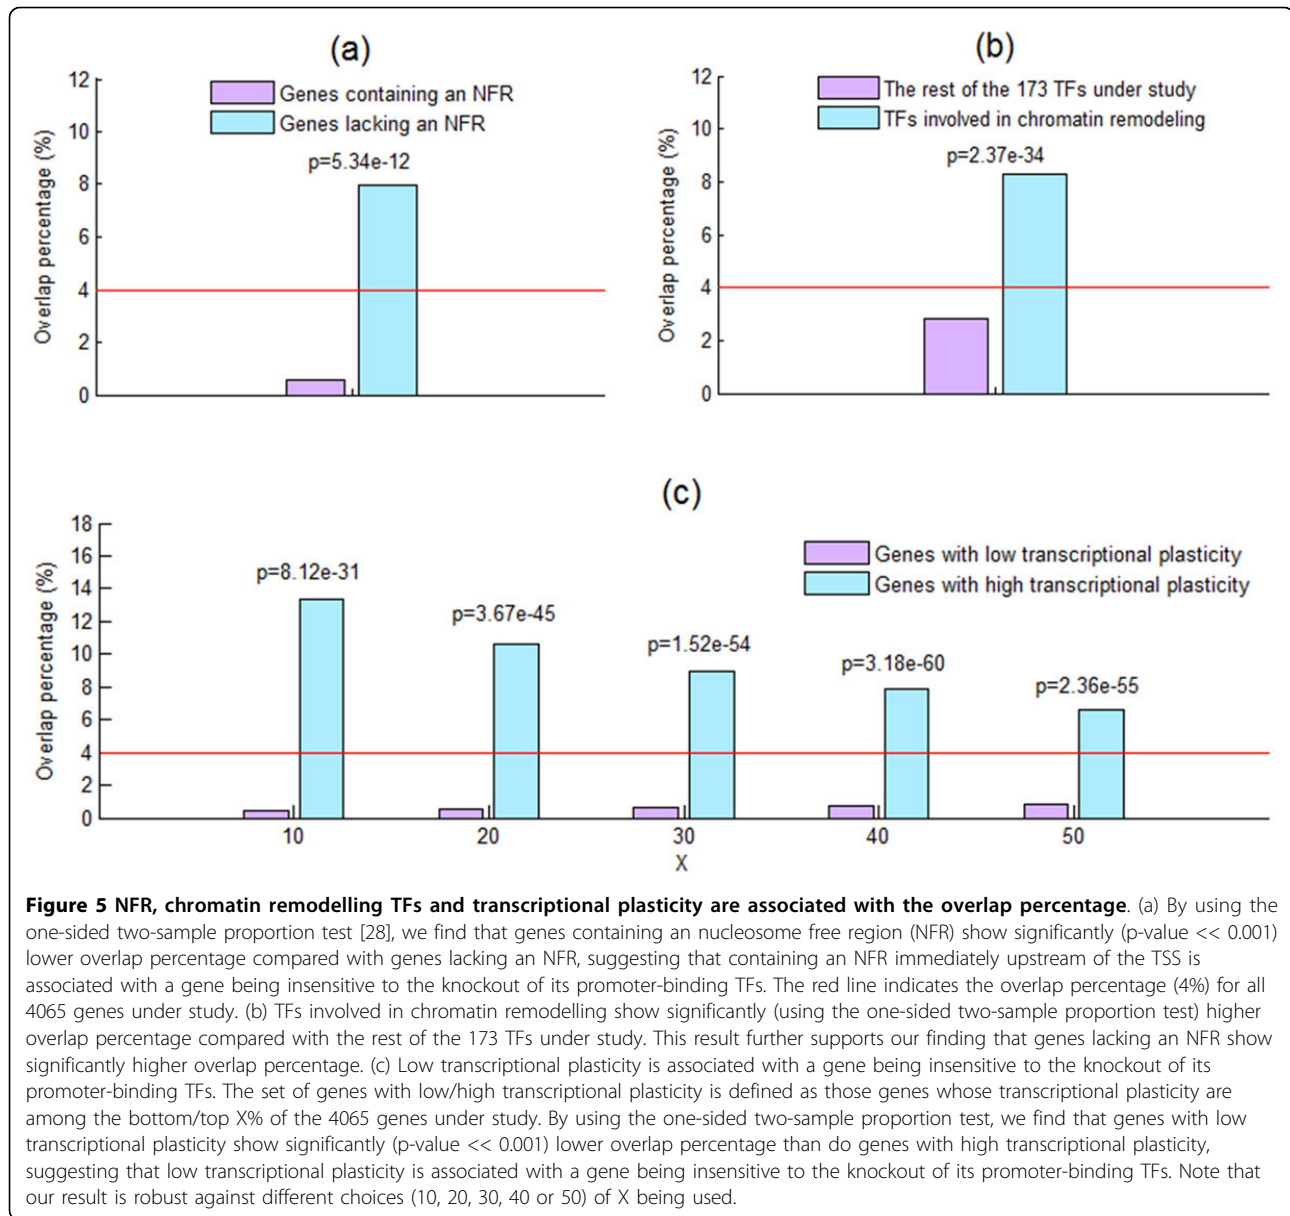 (a)
12
10
8
6
4
2
0
Overlap percentage (%)
Genes containing an NFR
Genes lacking an NFR
p=5.34e-12
(b)
12
10
8
6
4
2
0
Overlap percentage (%)
The rest of the 173 TFs under study
TFs involved in chromatin remodeling
p=2.37e-34
(c)
18
16
14
12
10
8
6
4
2
0
Overlap percentage (%)
Genes with low transcriptional plasticity
Genes with high transcriptional plasticity
p=8.12e-31
p=3.67e-45
p=1.52e-54
p=3.18e-60
p=2.36e-55
10 20 30 40 50
X
Figure 5 NFR, chromatin remodelling TFs and transcriptional plasticity are associated with the overlap percentage. (a) By using the
one-sided two-sample proportion test [28], we find that genes containing an nucleosome free region (NFR) show significantly (p-value << 0.001)
lower overlap percentage compared with genes lacking an NFR, suggesting that containing an NFR immediately upstream of the TSS is
associated with a gene being insensitive to the knockout of its promoter-binding TFs. The red line indicates the overlap percentage (4%) for all
4065 genes under study. (b) TFs involved in chromatin remodelling show significantly (using the one-sided two-sample proportion test) higher
overlap percentage compared with the rest of the 173 TFs under study. This result further supports our finding that genes lacking an NFR show
significantly higher overlap percentage. (c) Low transcriptional plasticity is associated with a gene being insensitive to the knockout of its
promoter-binding TFs. The set of genes with low/high transcriptional plasticity is defined as those genes whose transcriptional plasticity are
among the bottom/top X% of the 4065 genes under study. By using the one-sided two-sample proportion test, we find that genes with low
transcriptional plasticity show significantly (p-value << 0.001) lower overlap percentage than do genes with high transcriptional plasticity,
suggesting that low transcriptional plasticity is associated with a gene being insensitive to the knockout of its promoter-binding TFs. Note that
our result is robust against different choices (10, 20, 30, 40 or 50) of X being used.